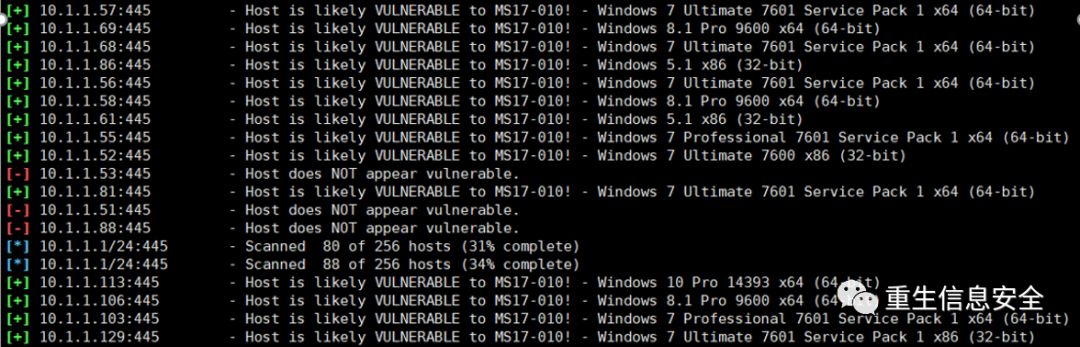 [+] 10.1.1.57:445 - Host is likely VULNERABLE to MS17-010! - Windows 7 Ultimate 7601 Service Pack 1 x64 (64-bit)
[+] 10.1.1.69:445 - Host is likely VULNERABLE to MS17-010! - Windows 8.1 Pro 9600 x64 (64-bit)
[+] 10.1.1.68:445 - Host is likely VULNERABLE to MS17-010! - Windows 7 Ultimate 7601 Service Pack 1 x64 (64-bit)
[+] 10.1.1.86:445 - Host is likely VULNERABLE to MS17-010! - Windows 5.1 x86 (32-bit)
[+] 10.1.1.56:445 - Host is likely VULNERABLE to MS17-010! - Windows 7 Ultimate 7601 Service Pack 1 x64 (64-bit)
[+] 10.1.1.58:445 - Host is likely VULNERABLE to MS17-010! - Windows 8.1 Pro 9600 x64 (64-bit)
[+] 10.1.1.61:445 - Host is likely VULNERABLE to MS17-010! - Windows 5.1 x86 (32-bit)
[+] 10.1.1.55:445 - Host is likely VULNERABLE to MS17-010! - Windows 7 Professional 7601 Service Pack 1 x64 (64-bit)
[+] 10.1.1.52:445 - Host is likely VULNERABLE to MS17-010! - Windows 7 Ultimate 7600 x86 (32-bit)
[-] 10.1.1.53:445 - Host does NOT appear vulnerable.
[+] 10.1.1.81:445 - Host is likely VULNERABLE to MS17-010! - Windows 7 Ultimate 7601 Service Pack 1 x64 (64-bit)
[-] 10.1.1.51:445 - Host does NOT appear vulnerable.
[-] 10.1.1.88:445 - Host does NOT appear vulnerable.
[*] 10.1.1.1/24:445 - Scanned 80 of 256 hosts (31% complete)
[*] 10.1.1.1/24:445 - Scanned 88 of 256 hosts (34% complete)
[+] 10.1.1.113:445 - Host is likely VULNERABLE to MS17-010! - Windows 10 Pro 14393 x64 (64-bit)
[+] 10.1.1.106:445 - Host is likely VULNERABLE to MS17-010! - Windows 8.1 Pro 9600 x64 (64-bit)
[+] 10.1.1.103:445 - Host is likely VULNERABLE to MS17-010! - Windows 7 Professional 7601 Service Pack 1 x64 (64-bit)
[+] 10.1.1.129:445 - Host is likely VULNERABLE to MS17-010! - Windows 7 Ultimate 7601 Service Pack 1 x86 (32-bit)
重生信息安全